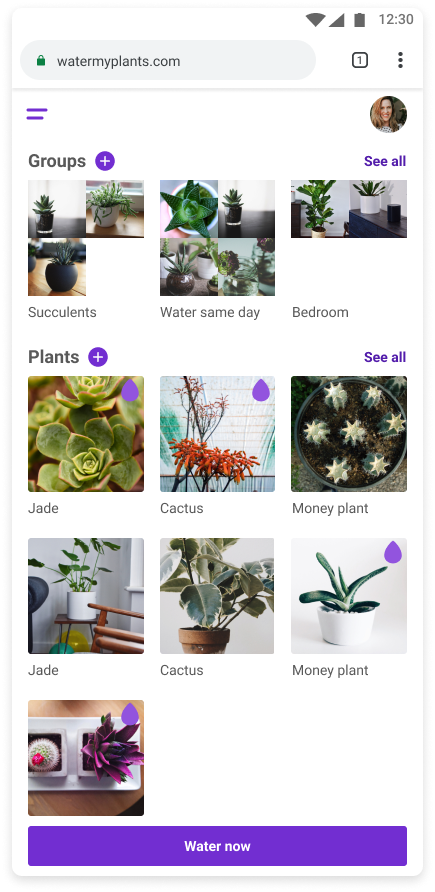 12:30
watermyplants.com
1
Groups
See all
Succulents
Water same day
Bedroom
Plants
See all
Jade
Cactus
Money plant
Jade
Cactus
Money plant
Water now